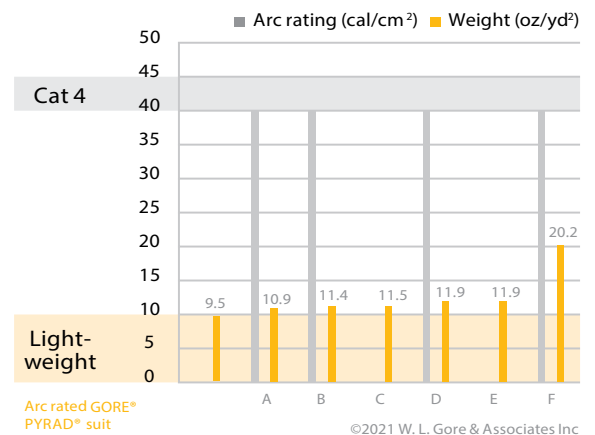 Arc rating (cal/cm²) Weight (oz/yd²)
50
45
Cat 4
40
35
30
25
20
20.2
15
9.5 10.9 11.4 11.5 11.9 11.9
10
Light-
weight
5
0
A B C D E F
Arc rated GORE®
PYRAD® suit
©2021 W. L. Gore & Associates Inc